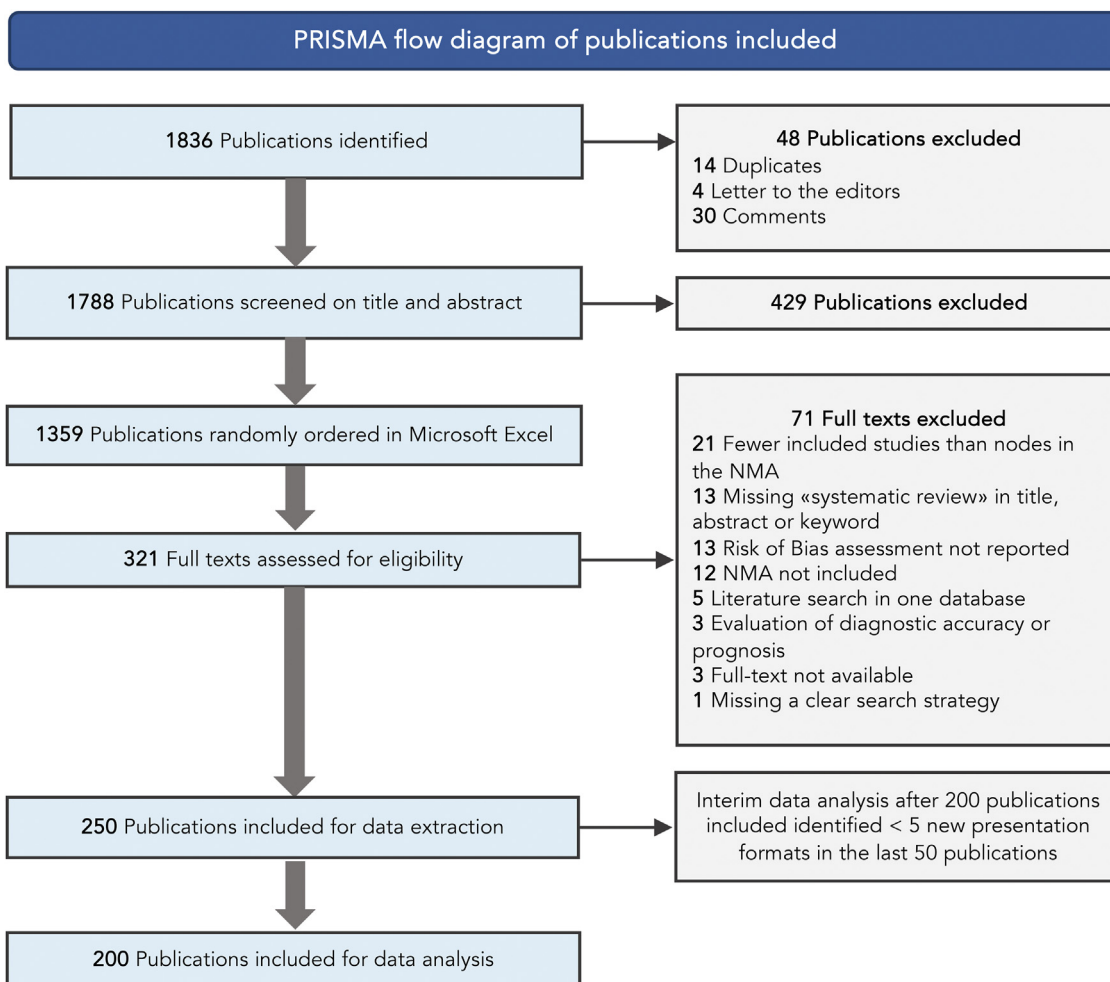 PRISMA flow diagram of publications included
1836 Publications identified
48 Publications excluded
14 Duplicates
4 Letter to the editors
30 Comments
1788 Publications screened on title and abstract
429 Publications excluded
1359 Publications randomly ordered in Microsoft Excel
71 Full texts excluded
21 Fewer included studies than nodes in
the NMA
13 Missing «systematic review» in title,
abstract or keyword
13 Risk of Bias assessment not reported
12 NMA not included
5 Literature search in one database
3 Evaluation of diagnostic accuracy or
prognosis
3 Full-text not available
1 Missing a clear search strategy
321 Full texts assessed for eligibility
250 Publications included for data extraction
Interim data analysis after 200 publications
included identified < 5 new presentation
formats in the last 50 publications
200 Publications included for data analysis